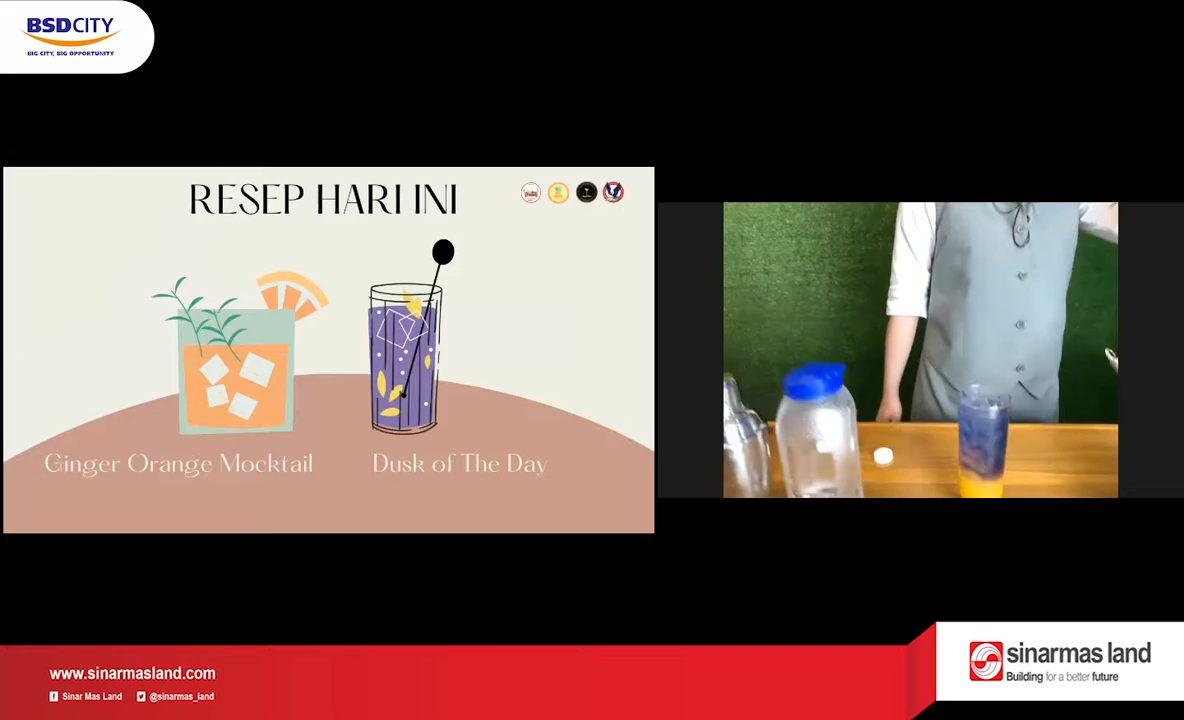 BSDCITY
BIG CITY, BIG OPPORTUNITY
RESEP HARI INI
Ginger Orange Mocktail
Dusk of The Day
www.sinarmasland.com
Sinar Mas Land
@sinarmas_land
sinarmas land
Building for a better future